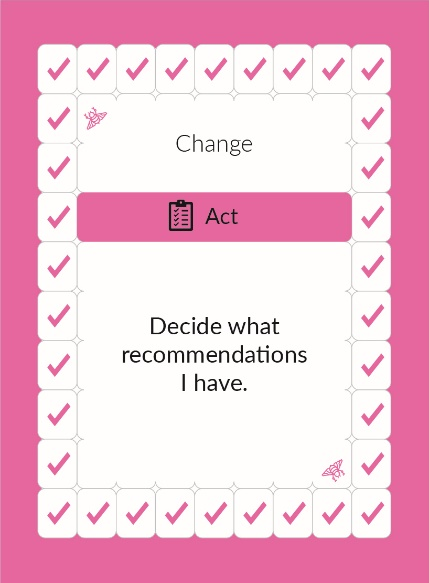 Change
Act
Decide what
recommendations
I have.